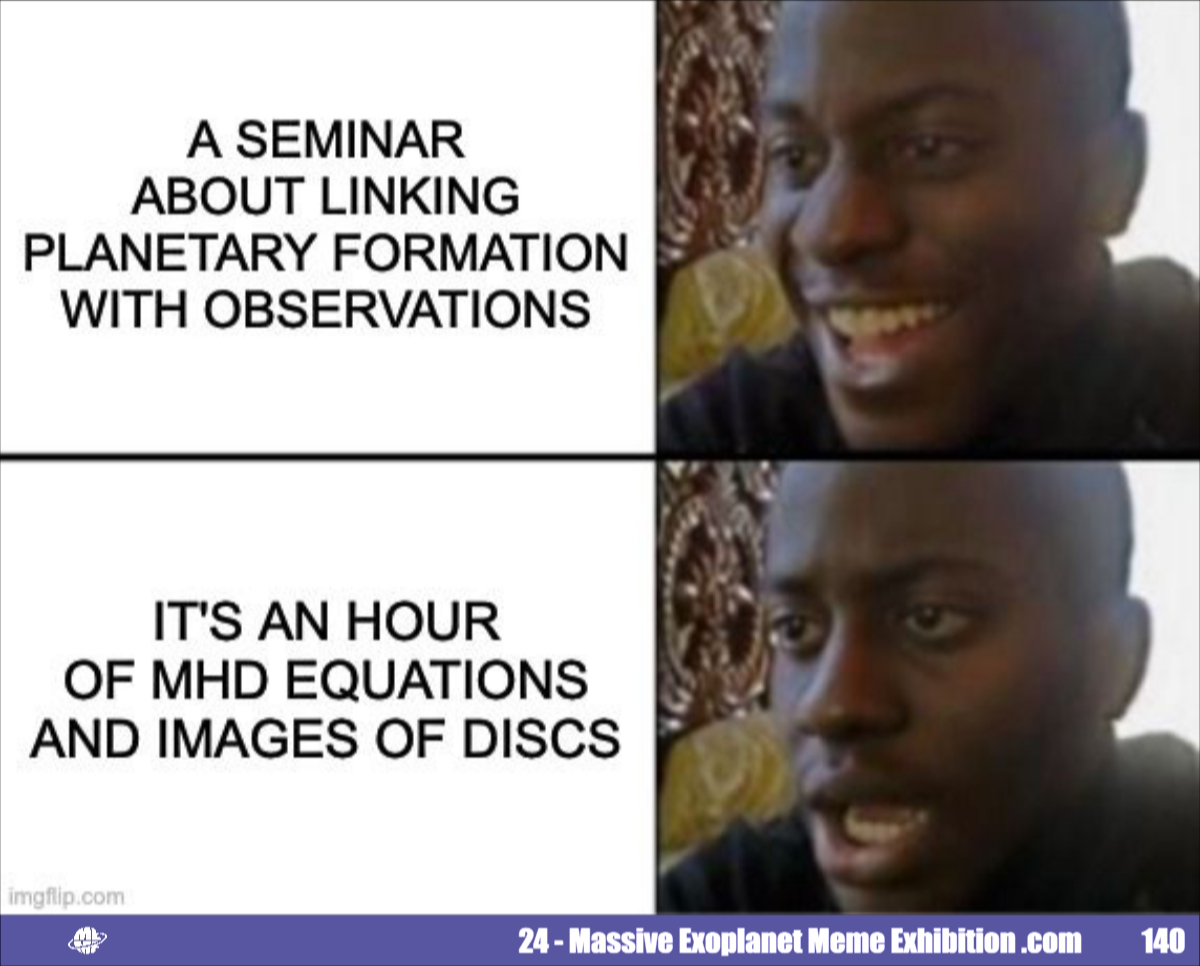 A SEMINAR
ABOUT LINKING
PLANETARY FORMATION
WITH OBSERVATIONS
IT'S AN HOUR
OF MHD EQUATIONS
AND IMAGES OF DISCS
imgflip.com
24 - Massive Exoplanet Meme Exhibition .com 140